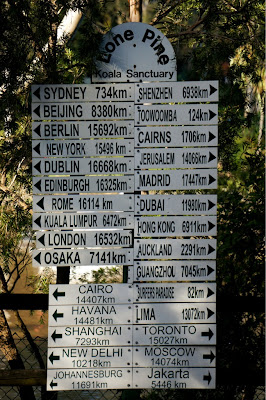 Lone Pine
Koala Sanctuary
SYDNEY 734km
BEIJING 8380km
BERLIN 15692km
NEW YORK 15496 km
DUBLIN 16668km
EDINBURGH 16325km
ROME 16114 km
KUALA LUMPUR 6472km
LONDON 16532km
OSAKA 7141km
SHENZHEN 6938km
TOOWOOMBA 124km
CAIRNS 1706km
JERUSALEM 14066km
MADRID 17447km
DUBAI 11980km
HONG KONG 6911km
AUCKLAND 2291km
GUANGZHOU 7045km
SURFERS PARADISE 82km
CAIRO
14407km
HAVANA
14481km
SHANGHAI
7293km
NEW DELHI
10218km
JOHANNESBURG
11691km
LIMA 13072km
TORONTO
15027km
MOSCOW
14074km
Jakarta
5446 km